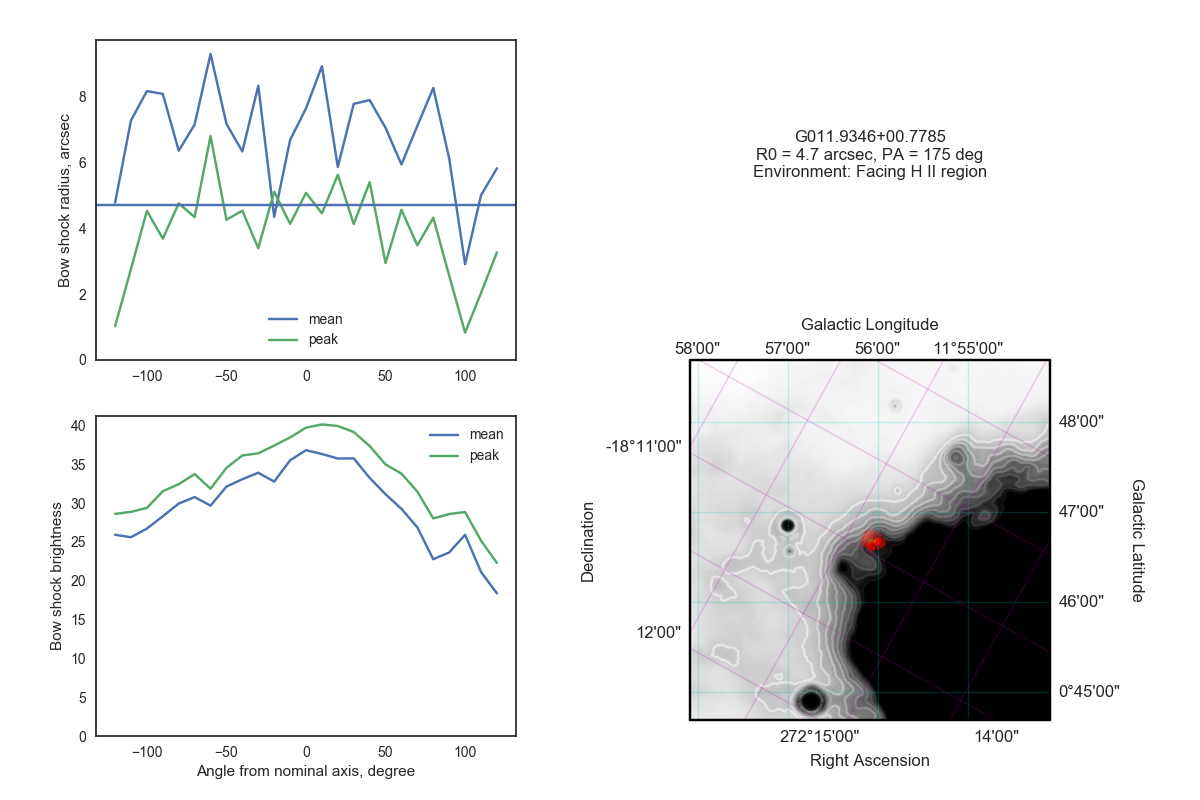 Bow shock radius, arcsec
8
6
4
2
0
mean
peak
−100
−50
0
50
100
G011.9346+00.7785
R0 = 4.7 arcsec, PA = 175 deg
Environment: Facing H II region
Bow shock brightness
40
35
30
25
20
15
10
5
0
mean
peak
−100
−50
0
50
100
Angle from nominal axis, degree
Galactic Longitude
58'00"
57'00"
56'00"
11°55'00"
-18°11'00"
12'00"
Declination
48'00"
47'00"
46'00"
0°45'00"
Galactic Latitude
272°15'00"
14'00"
Right Ascension